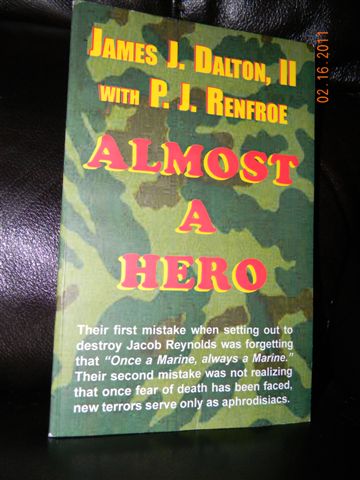 JAMES J. DALTON, II
WITH P. J. RENFROE
ALMOST
A
HERO
Their first mistake when setting out to
destroy Jacob Reynolds was forgetting
that "Once a Marine, always a Marine."
Their second mistake was not realizing
that once fear of death has been faced,
new terrors serve only as aphrodisiacs.
02.16.2011